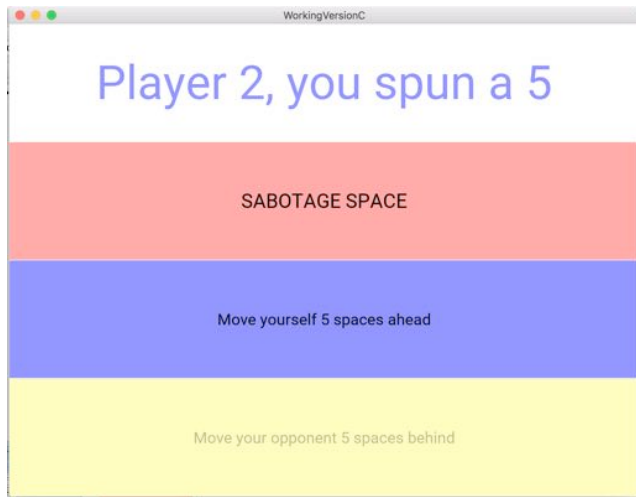 WorkingVersionC
Player 2, you spun a 5
SABOTAGE SPACE
Move yourself 5 spaces ahead
Move your opponent 5 spaces behind